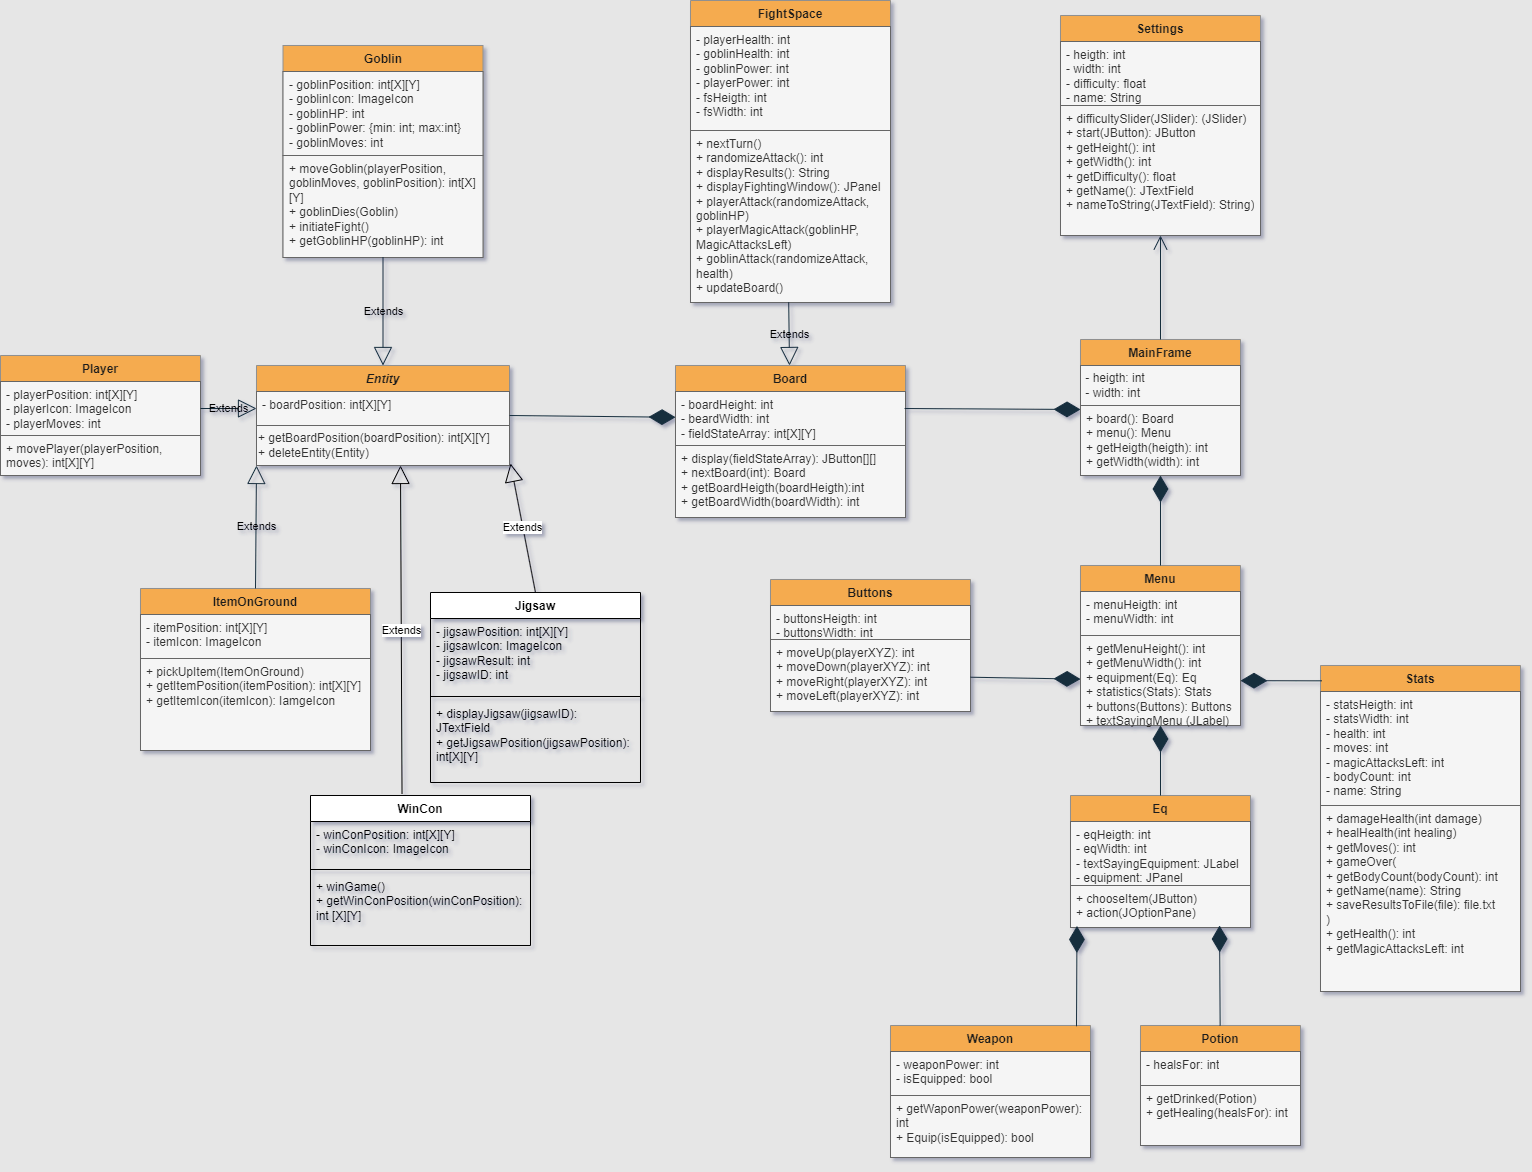 FightSpace
- playerHealth: int
- goblinHealth: int
- goblinPower: int
- playerPower: int
- fsHeigth: int
- fsWidth: int
+ nextTurn()
+ randomizeAttack(): int
+ displayResults(): String
+ displayFightingWindow(): JPanel
+ playerAttack(randomizeAttack,
goblinHP)
+ playerMagicAttack(goblinHP,
MagicAttacksLeft)
+ goblinAttack(randomizeAttack,
health)
+ updateBoard()
Settings
- heigth: int
- width: int
- difficulty: float
- name: String
+ difficultySlider(JSlider): (JSlider)
+ start(JButton): JButton
+ getHeight(): int
+ getWidth(): int
+ getDifficulty(): float
+ getName(): JTextField
+ nameToString(JTextField): String)
Goblin
- goblinPosition: int[X][Y]
- goblinIcon: ImageIcon
- goblinHP: int
- goblinPower: {min: int; max:int}
- goblinMoves: int
+ moveGoblin(playerPosition,
goblinMoves, goblinPosition): int[X]
[Y]
+ goblinDies(Goblin)
+ initiateFight()
+ getGoblinHP(goblinHP): int
Extends
Extends
Player
- playerPosition: int[X][Y]
- playerIcon: ImageIcon
- playerMoves: int
+ movePlayer(playerPosition,
moves): int[X][Y]
Extends
Entity
- boardPosition: int[X][Y]
+ getBoardPosition(boardPosition): int[X][Y]
+ deleteEntity(Entity)
Board
- boardHeight: int
- beardWidth: int
- fieldStateArray: int[X][Y]
+ display(fieldStateArray): JButton[][]
+ nextBoard(int): Board
+ getBoardHeigth(boardHeigth):int
+ getBoardWidth(boardWidth): int
MainFrame
- heigth: int
- width: int
+ board(): Board
+ menu(): Menu
+ getHeigth(heigth): int
+ getWidth(width): int
Extends
Extends
Extends
ItemOnGround
- itemPosition: int[X][Y]
- itemIcon: ImageIcon
+ pickUpItem(ItemOnGround)
+ getItemPosition(itemPosition): int[X][Y]
+ getItemIcon(itemIcon): IamgeIcon
Jigsaw
- jigsawPosition: int[X][Y]
- jigsawIcon: ImageIcon
- jigsawResult: int
- jigsawID: int
+ displayJigsaw(jigsawID):
JTextField
+ getJigsawPosition(jigsawPosition):
int[X][Y]
WinCon
- winConPosition: int[X][Y]
- winConIcon: ImageIcon
+ winGame()
+ getWinConPosition(winConPosition):
int [X][Y]
Buttons
- buttonsHeigth: int
- buttonsWidth: int
+ moveUp(playerXYZ): int
+ moveDown(playerXYZ): int
+ moveRight(playerXYZ): int
+ moveLeft(playerXYZ): int
Menu
- menuHeigth: int
- menuWidth: int
+ getMenuHeight(): int
+ getMenuWidth(): int
+ equipment(Eq): Eq
+ statistics(Stats): Stats
+ buttons(Buttons): Buttons
+ textSayingMenu (JLabel)
Stats
- statsHeigth: int
- statsWidth: int
- health: int
- moves: int
- magicAttacksLeft: int
- bodyCount: int
- name: String
+ damageHealth(int damage)
+ healHealth(int healing)
+ getMoves(): int
+ gameOver(
+ getBodyCount(bodyCount): int
+ getName(name): String
+ saveResultsToFile(file): file.txt
)
+ getHealth(): int
+ getMagicAttacksLeft: int
Eq
- eqHeigth: int
- eqWidth: int
- textSayingEquipment: JLabel
- equipment: JPanel
+ chooseItem(JButton)
+ action(JOptionPane)
Weapon
- weaponPower: int
- isEquipped: bool
+ getWaponPower(weaponPower):
int
+ Equip(isEquipped): bool
Potion
- healsFor: int
+ getDrinked(Potion)
+ getHealing(healsFor): int